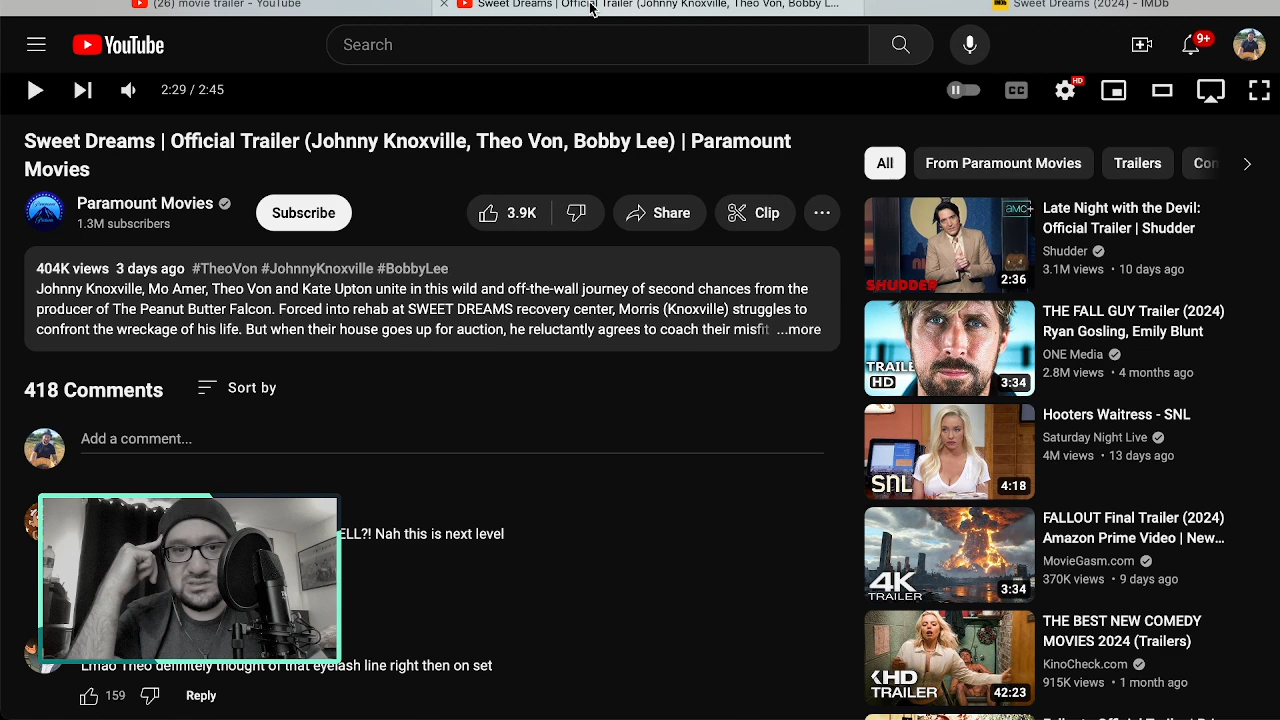 (26) movie trailer - YouTube
Sweet Dreams | Official Trailer (Johnny Knoxville, Theo Von, Bobby L...
Sweet Dreams (2024) - IMDb
YouTube
Search
9+
2:29 / 2:45
CC
HD
Sweet Dreams | Official Trailer (Johnny Knoxville, Theo Von, Bobby Lee) | Paramount
Movies
Paramount Movies
1.3M subscribers
Subscribe
3.9K
Share
Clip
404K views 3 days ago #TheoVon #JohnnyKnoxville #BobbyLee
Johnny Knoxville, Mo Amer, Theo Von and Kate Upton unite in this wild and off-the-wall journey of second chances from the
producer of The Peanut Butter Falcon. Forced into rehab at SWEET DREAMS recovery center, Morris (Knoxville) struggles to
confront the wreckage of his life. But when their house goes up for auction, he reluctantly agrees to coach their misfit ...more
418 Comments
Sort by
Add a comment...
ELL?! Nah this is next level
Lmao Theo definitely thought of that eyelash line right then on set
159
Reply
All
From Paramount Movies
Trailers
Com
amc+
SHUDDER
2:36
Late Night with the Devil:
Official Trailer | Shudder
Shudder
3.1M views • 10 days ago
TRAILE
HD
3:34
THE FALL GUY Trailer (2024)
Ryan Gosling, Emily Blunt
ONE Media
2.8M views • 4 months ago
SNL
4:18
Hooters Waitress - SNL
Saturday Night Live
4M views • 13 days ago
4K
TRAILER
3:34
FALLOUT Final Trailer (2024)
Amazon Prime Video | New...
MovieGasm.com
370K views • 9 days ago
HD
TRAILER
42:23
THE BEST NEW COMEDY
MOVIES 2024 (Trailers)
KinoCheck.com
915K views • 1 month ago